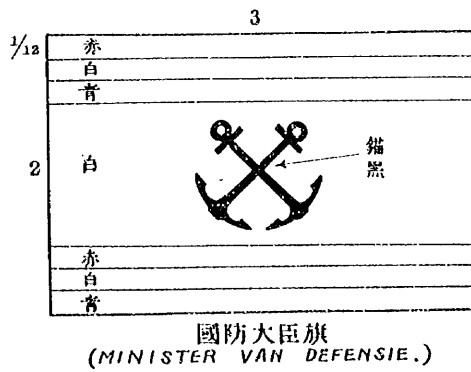 3
1/12 赤
白
青
2 白 錨
黒
赤
白
青
國防大臣旗
(MINISTER VAN DEFENSIE.)